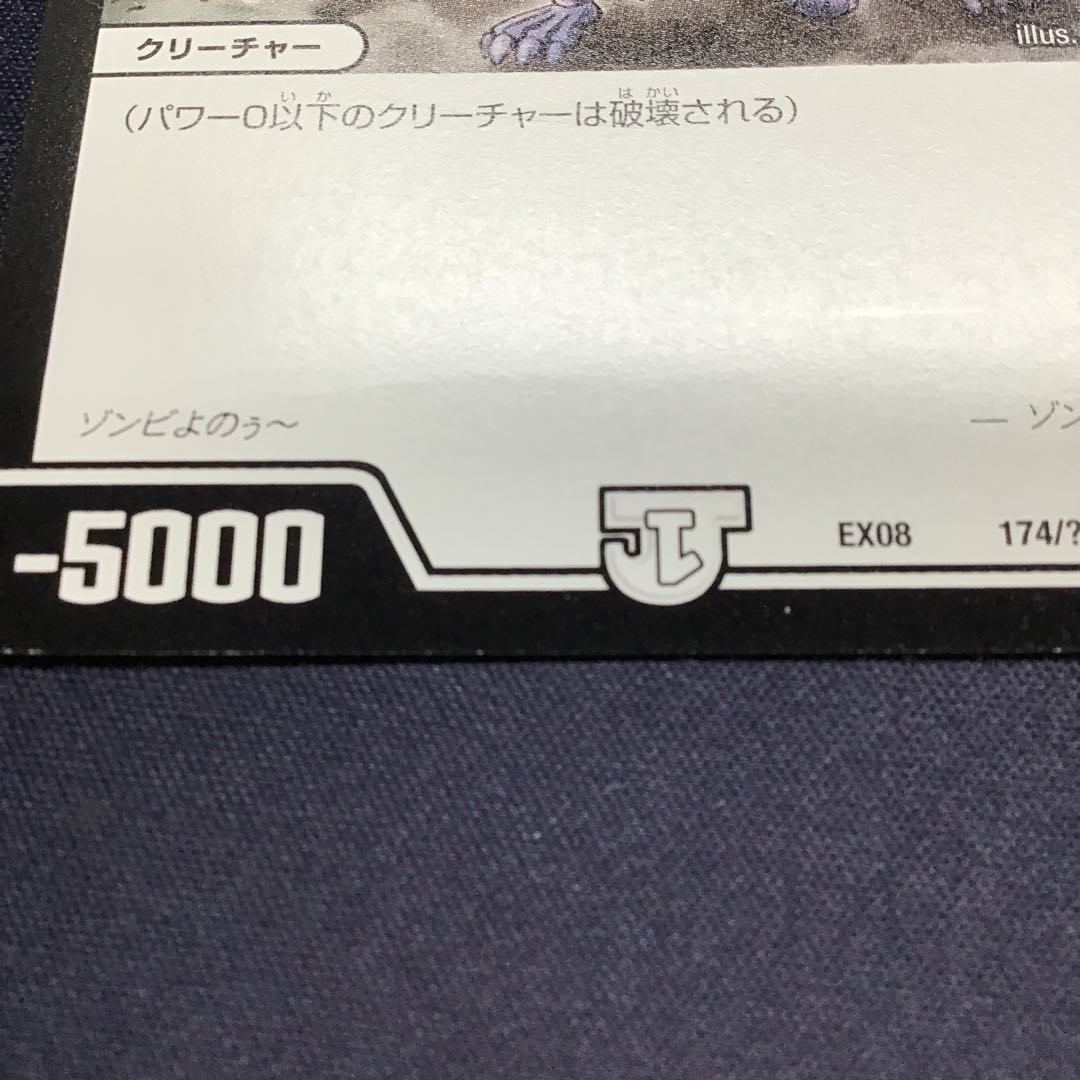 illus.
クリーチャー
(パワー0以下のクリーチャーは破壊される)
ゾンビよのぅ〜
— ゾン
-5000
EX08 174/?